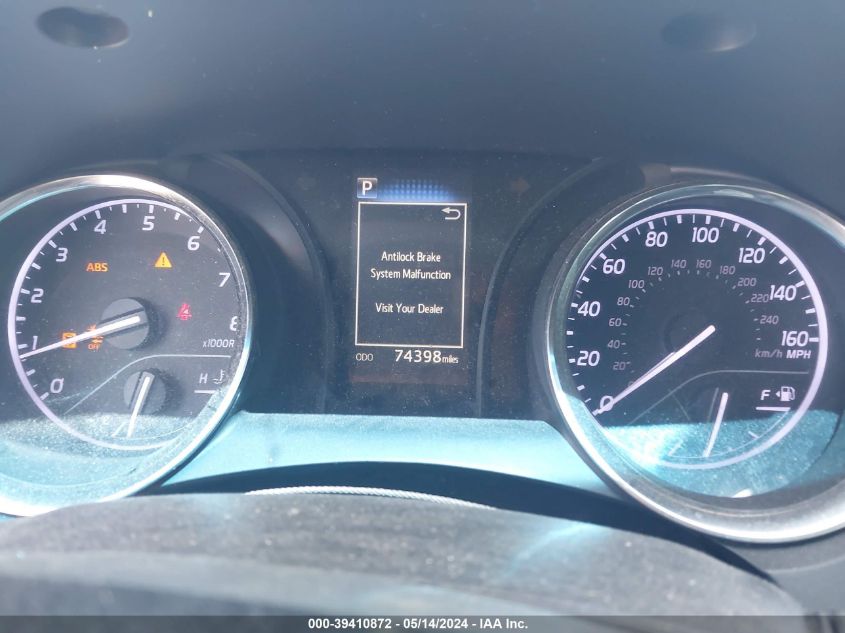 P
Antilock Brake
System Malfunction
Visit Your Dealer
ODO 74398 miles
ABS
OFF
0 1 2 3 4 5 6 7 8
x1000R
H
0 20 40 60 80 100 120 140 160
20 40 60 80 100 120 140 160 180 200 220 240
km/h MPH
F
000-39410872 - 05/14/2024 - IAA Inc.